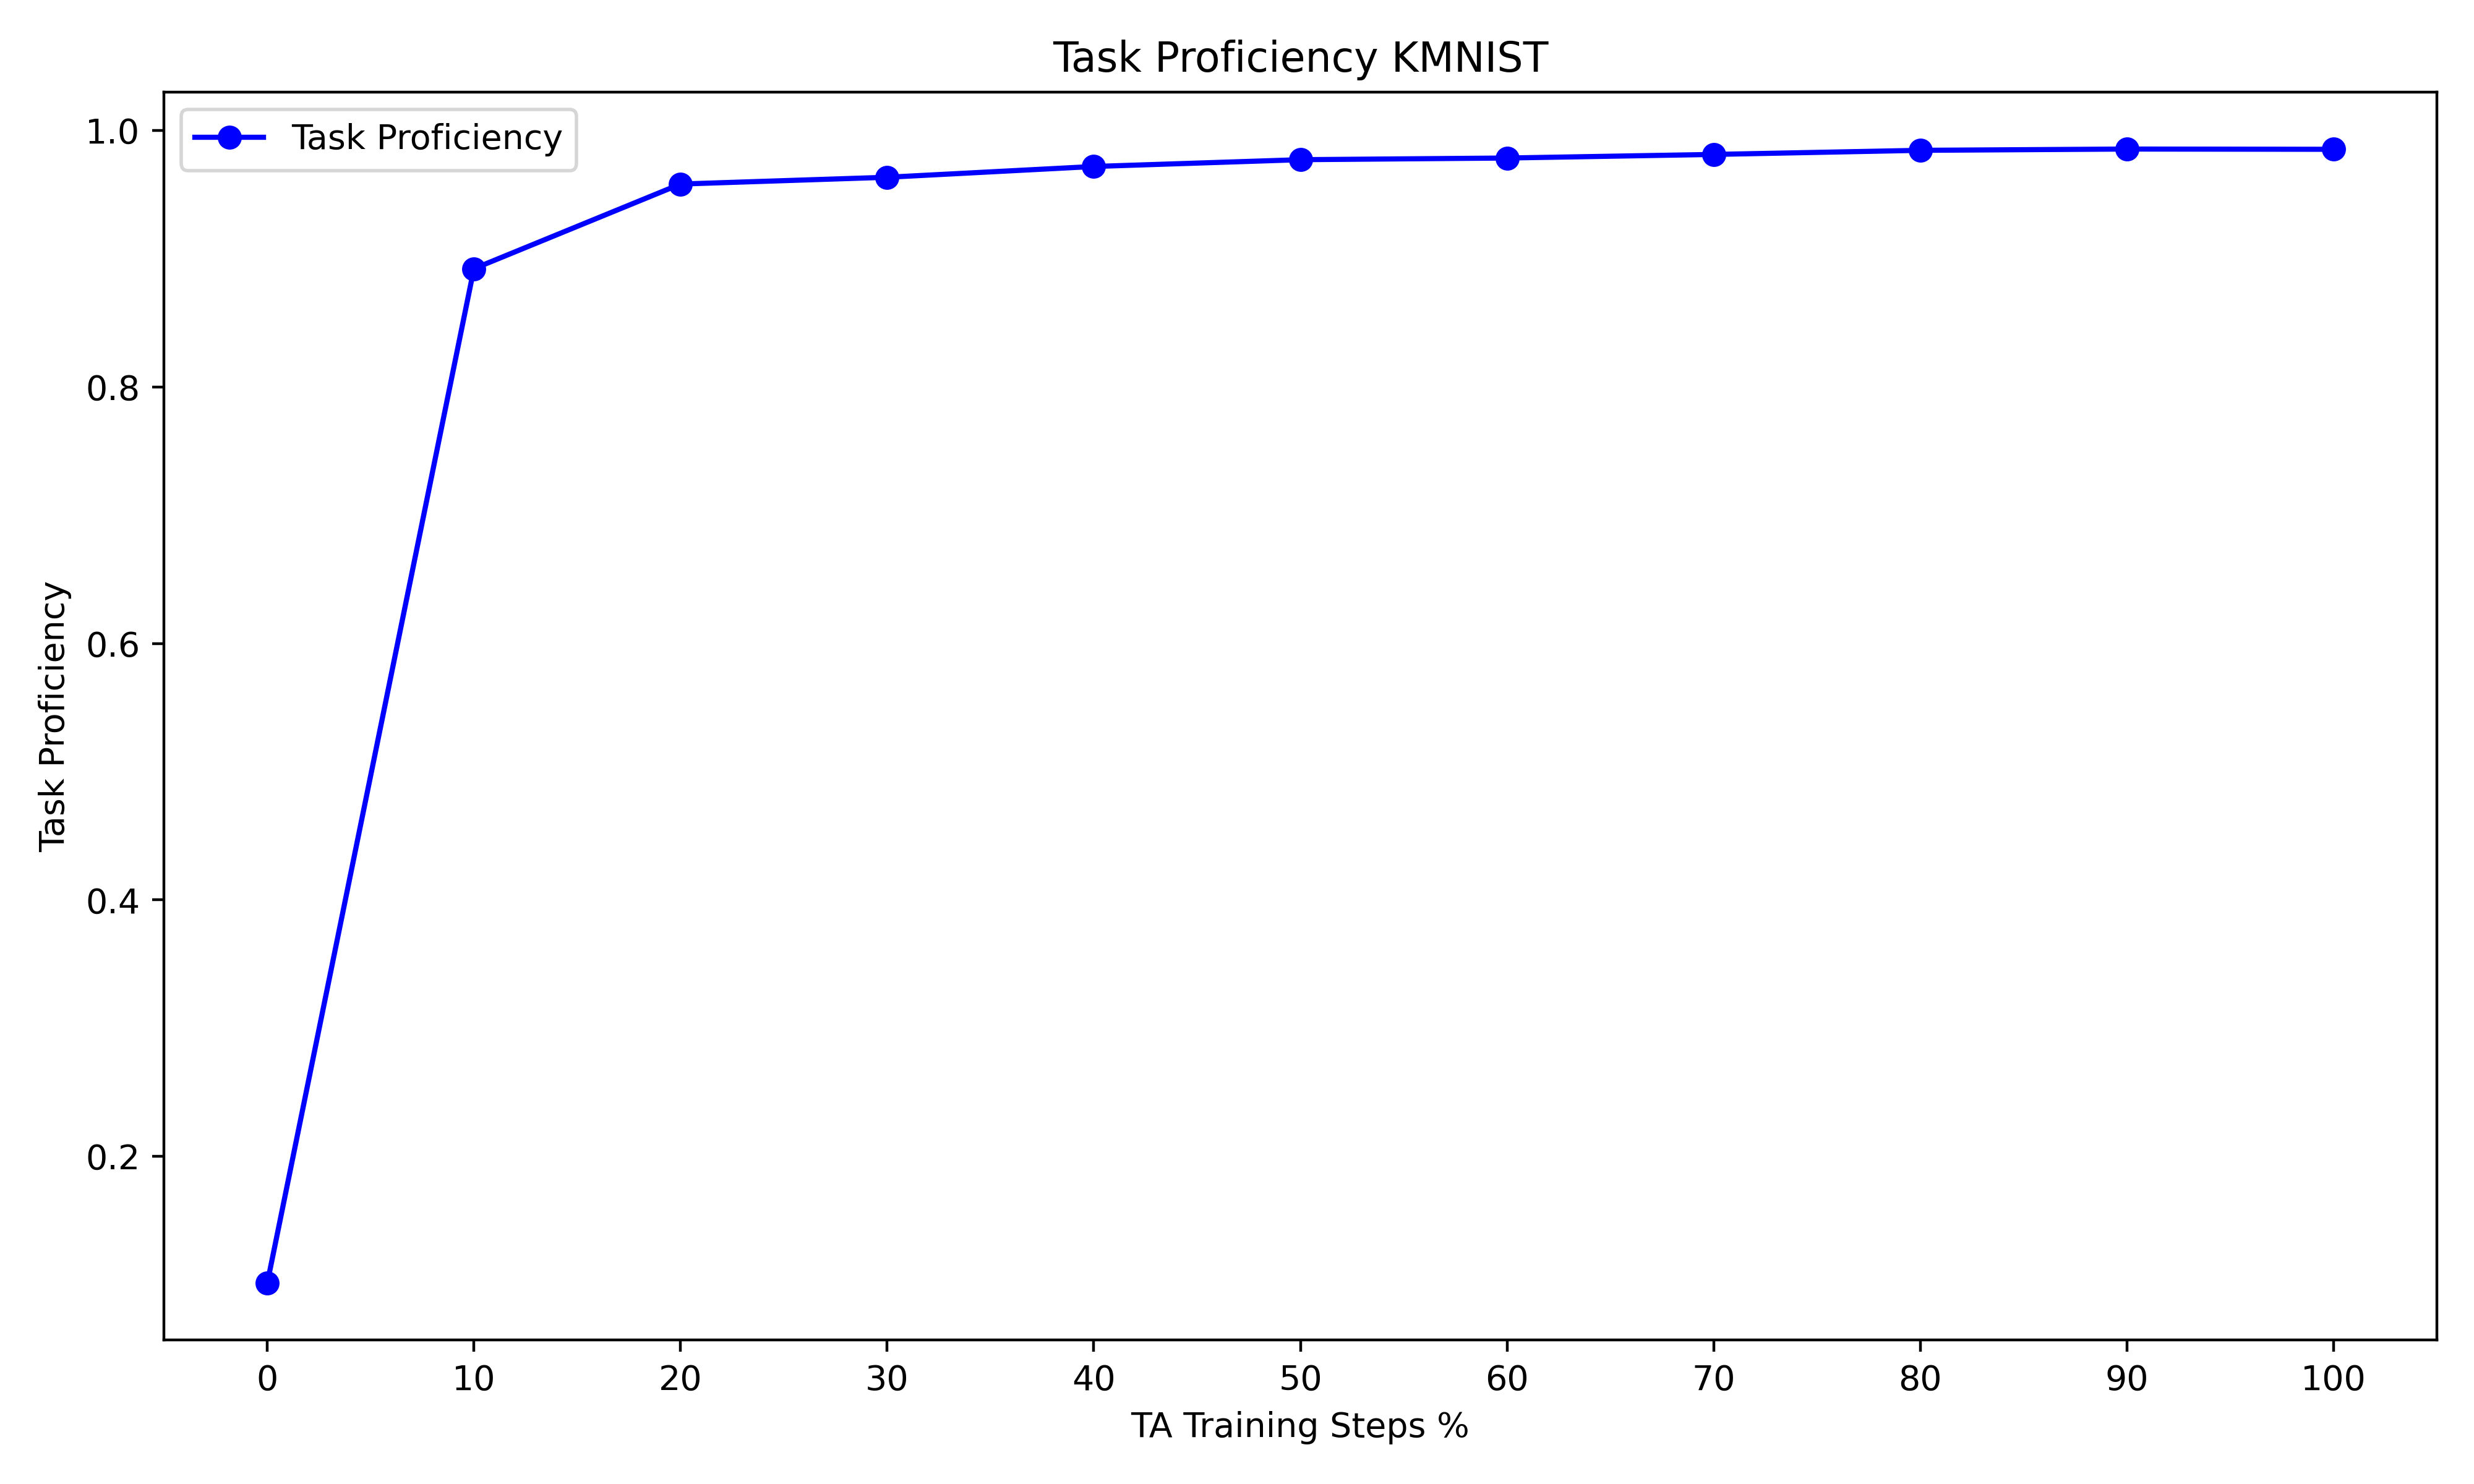 Task Proficiency KMNIST
Task Proficiency
1.0
0.8
0.6
0.4
0.2
Task Proficiency
0 10 20 30 40 50 60 70 80 90 100
TA Training Steps %